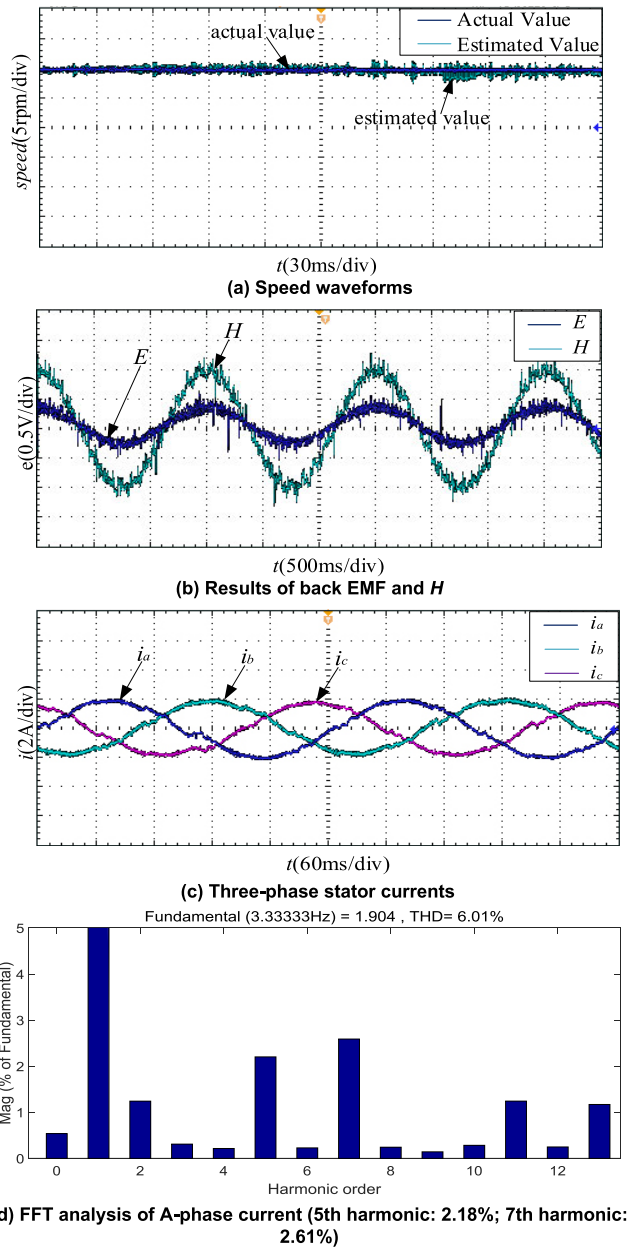 Actual Value
Estimated Value
actual value
estimated value
speed(5rpm/div)
t(30ms/div)
(a) Speed waveforms
E
H
E
H
e(0.5V/div)
t(500ms/div)
(b) Results of back EMF and H
ia
ib
ic
ia
ib
ic
i(2A/div)
t(60ms/div)
(c) Three-phase stator currents
Fundamental (3.33333Hz) = 1.904 , THD= 6.01%
5
4
3
2
1
0
Mag (% of Fundamental)
0 2 4 6 8 10 12
Harmonic order
d) FFT analysis of A-phase current (5th harmonic: 2.18%; 7th harmonic:
2.61%)